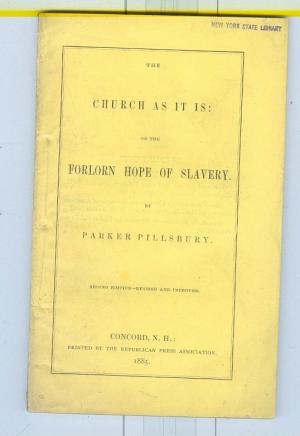 NEW YORK STATE LIBRARY
THE
CHURCH AS IT IS:
OR THE
FORLORN HOPE OF SLAVERY.
BY
PARKER PILLSBURY.
SECOND EDITION—REVISED AND IMPROVED.
CONCORD, N. H.:
PRINTED BY THE REPUBLICAN PRESS ASSOCIATION.
1885.